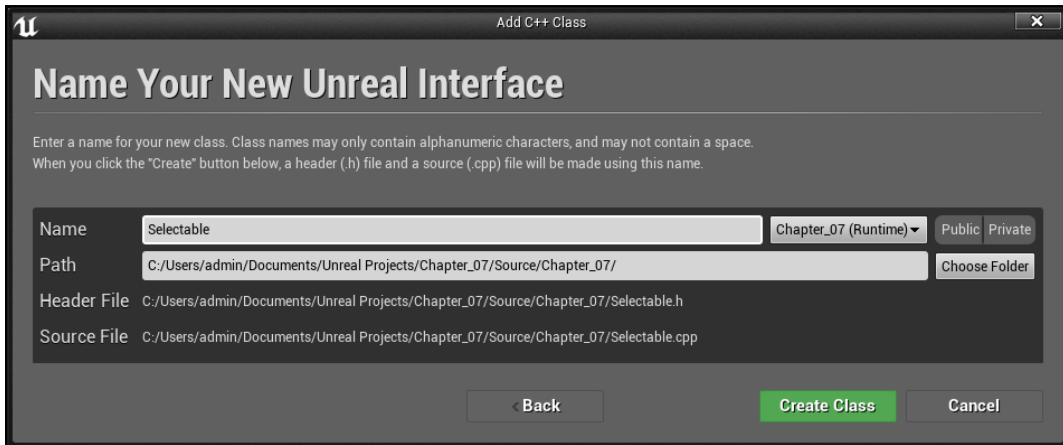 Add C++ Class
Name Your New Unreal Interface
Enter a name for your new class. Class names may only contain alphanumeric characters, and may not contain a space.
When you click the "Create" button below, a header (.h) file and a source (.cpp) file will be made using this name.
Name Selectable Chapter_07 (Runtime) Public Private
Path C:/Users/admin/Documents/Unreal Projects/Chapter_07/Source/Chapter_07/ Choose Folder
Header File C:/Users/admin/Documents/Unreal Projects/Chapter_07/Source/Chapter_07/Selectable.h
Source File C:/Users/admin/Documents/Unreal Projects/Chapter_07/Source/Chapter_07/Selectable.cpp
Back Create Class Cancel